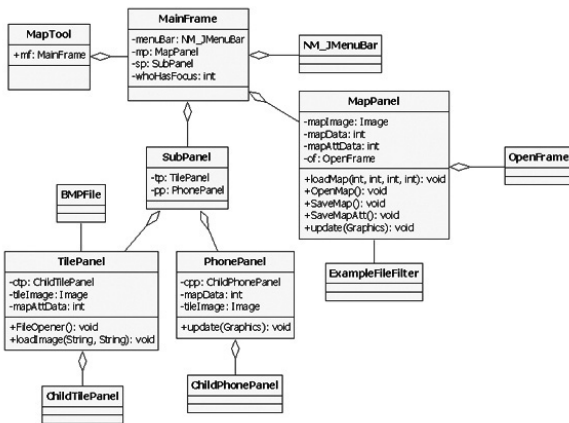 MapTool
+mf: MainFrame
MainFrame
-menuBar: NM_JMenuBar
-mp: MapPanel
-sp: SubPanel
-whoHasFocus: int
NM_JMenuBar
MapPanel
-mapImage: Image
-mapData: int
-mapAttData: int
-of: OpenFrame
+loadMap(int, int, int, int): void
+OpenMap(): void
+SaveMap(): void
+SaveMapAtt(): void
+update(Graphics): void
OpenFrame
SubPanel
-tp: TilePanel
-pp: PhonePanel
BMPFile
TilePanel
-ctp: ChildTilePanel
-tileImage: Image
-mapAttData: int
+FileOpener(): void
+loadImage(String, String): void
PhonePanel
-cpp: ChildPhonePanel
-mapData: int
-tileImage: Image
+update(Graphics): void
ExampleFileFilter
ChildTilePanel
ChildPhonePanel